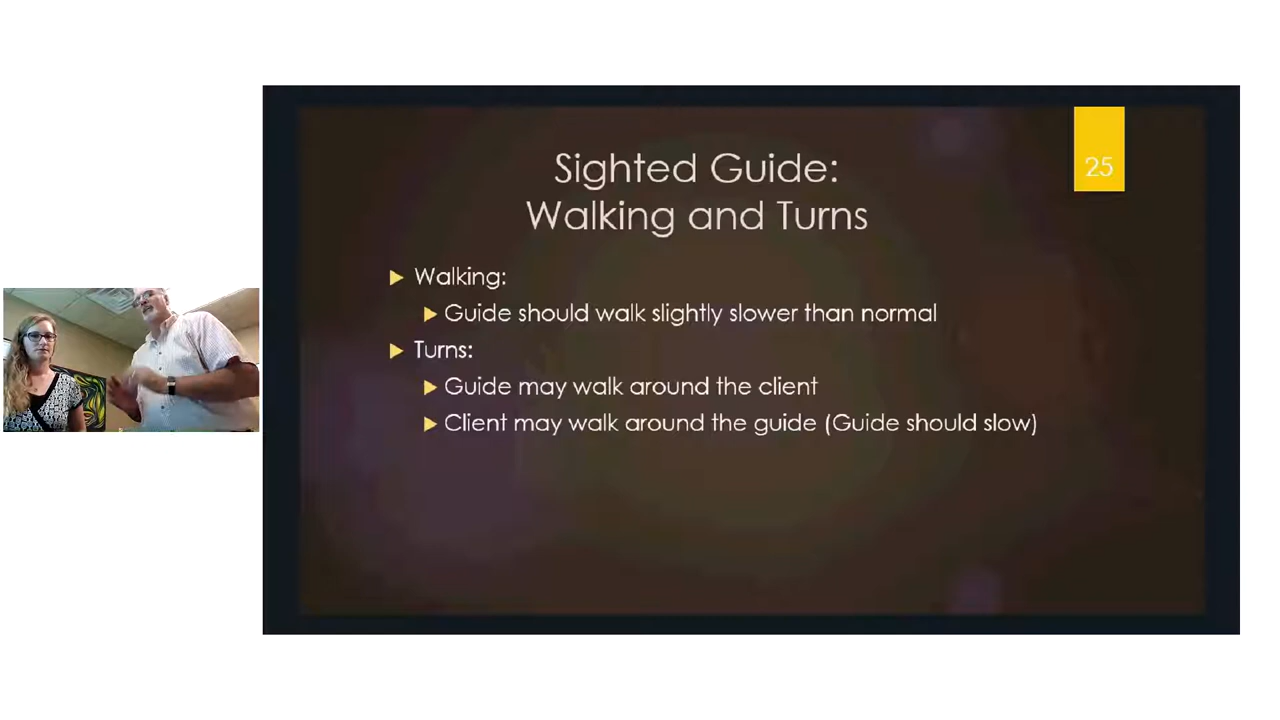 25
Sighted Guide:
Walking and Turns
Walking:
Guide should walk slightly slower than normal
Turns:
Guide may walk around the client
Client may walk around the guide (Guide should slow)